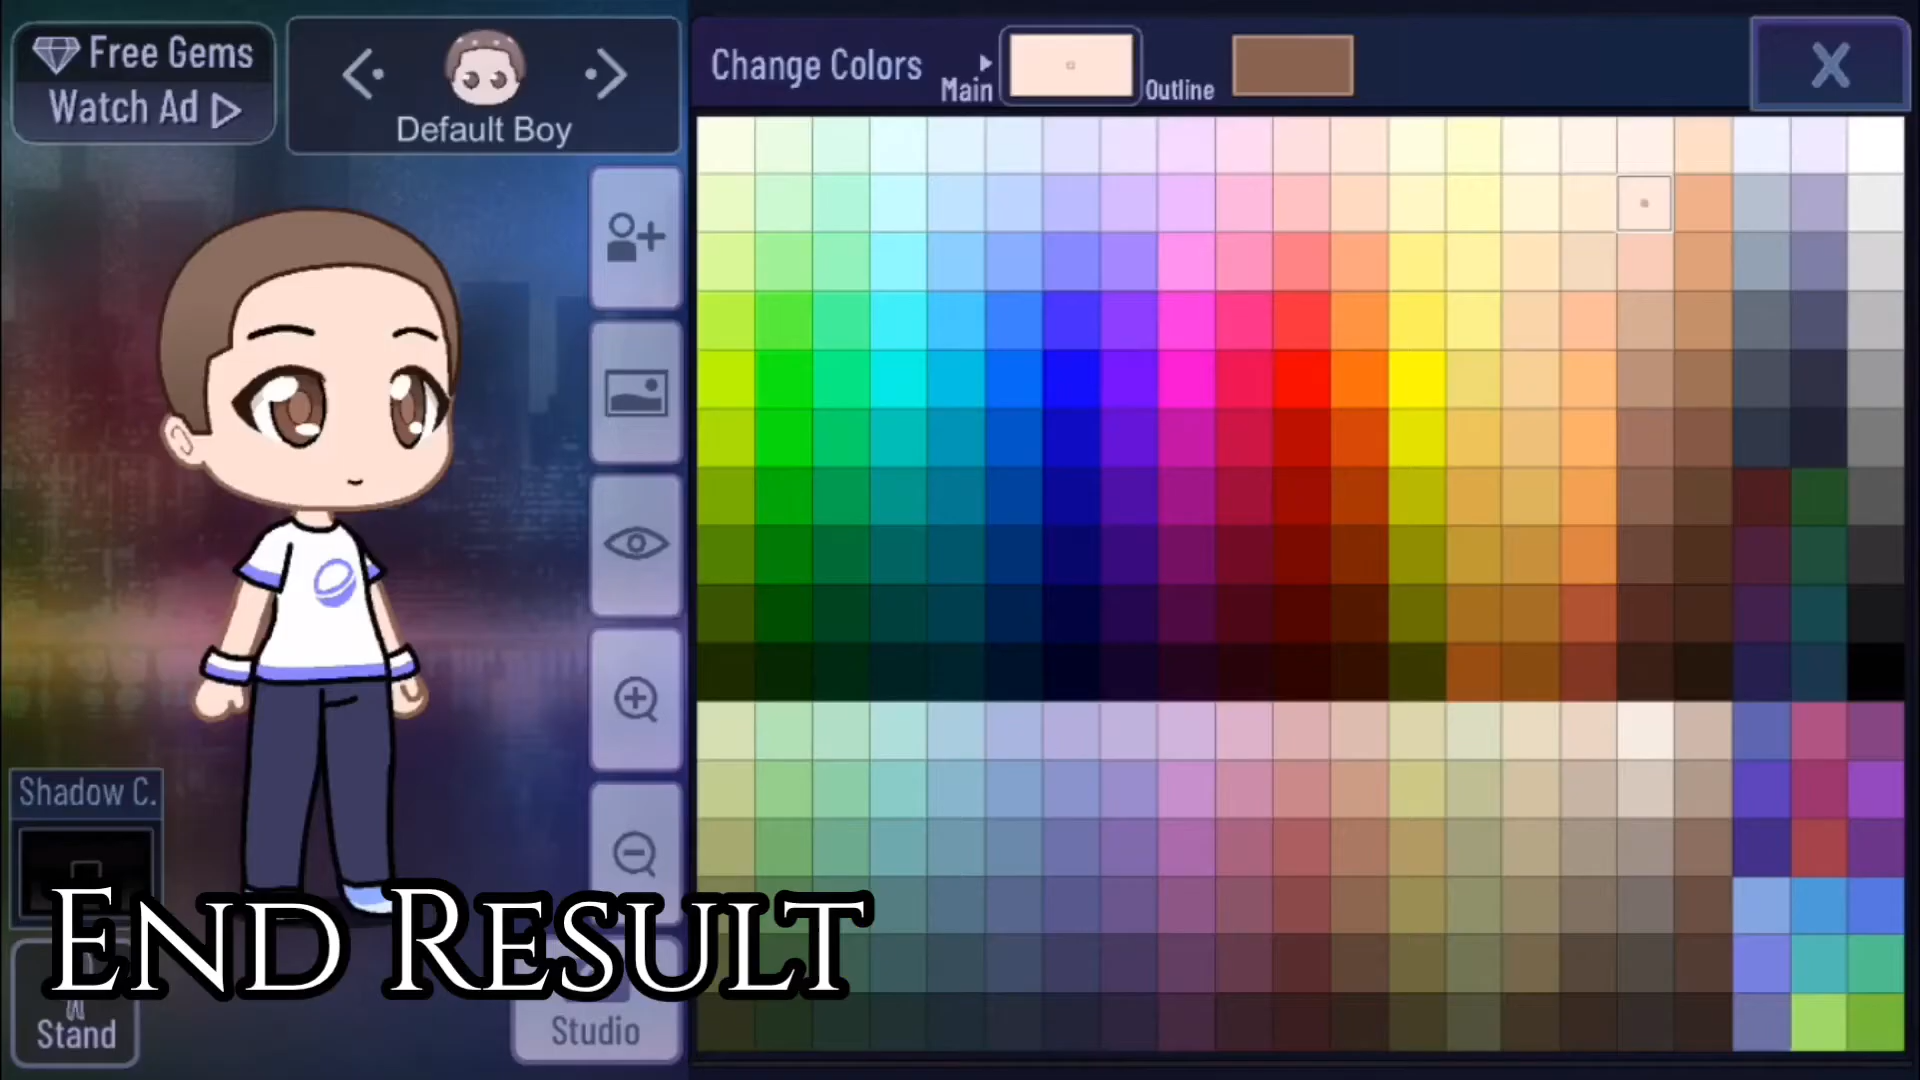 Free Gems
Watch Ad
Default Boy
Change Colors
Main
Outline
X
Shadow C.
END RESULT
Stand
Studio